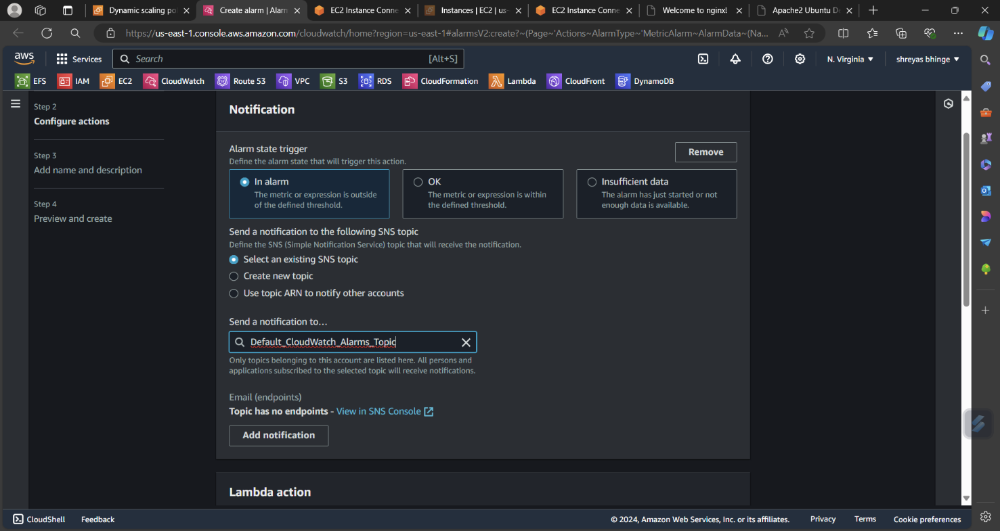 Dynamic scaling pol
Create alarm | Alarm
EC2 Instance Conne
Instances | EC2 | us-
EC2 Instance Conne
Welcome to nginx!
Apache2 Ubuntu De
https://us-east-1.console.aws.amazon.com/cloudwatch/home?region=us-east-1#alarmsV2:create?~(Page~'Actions~AlarmType~'MetricAlarm~AlarmData~(Na...
aws
Services
Search
[Alt+S]
N. Virginia
shreyas bhinge
EFS
IAM
EC2
CloudWatch
Route 53
VPC
S3
RDS
CloudFormation
Lambda
CloudFront
DynamoDB
Step 2
Configure actions
Step 3
Add name and description
Step 4
Preview and create
Notification
Alarm state trigger
Define the alarm state that will trigger this action.
Remove
In alarm
The metric or expression is outside
of the defined threshold.
OK
The metric or expression is within
the defined threshold.
Insufficient data
The alarm has just started or not
enough data is available.
Send a notification to the following SNS topic
Define the SNS (Simple Notification Service) topic that will receive the notification.
Select an existing SNS topic
Create new topic
Use topic ARN to notify other accounts
Send a notification to…
Default_CloudWatch_Alarms_Topic
Only topics belonging to this account are listed here. All persons and
applications subscribed to the selected topic will receive notifications.
Email (endpoints)
Topic has no endpoints - View in SNS Console
Add notification
Lambda action
CloudShell
Feedback
© 2024, Amazon Web Services, Inc. or its affiliates.
Privacy
Terms
Cookie preferences